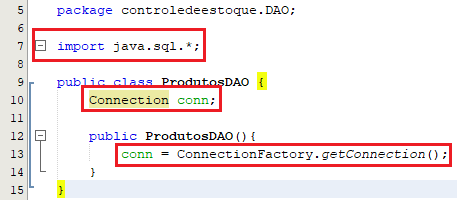 5 package controledeestoque.DAO;
6
7 import java.sql.*;
8
9 public class ProdutosDAO {
10 Connection conn;
11
12 public ProdutosDAO(){
13 conn = ConnectionFactory.getConnection();
14 }
15 }